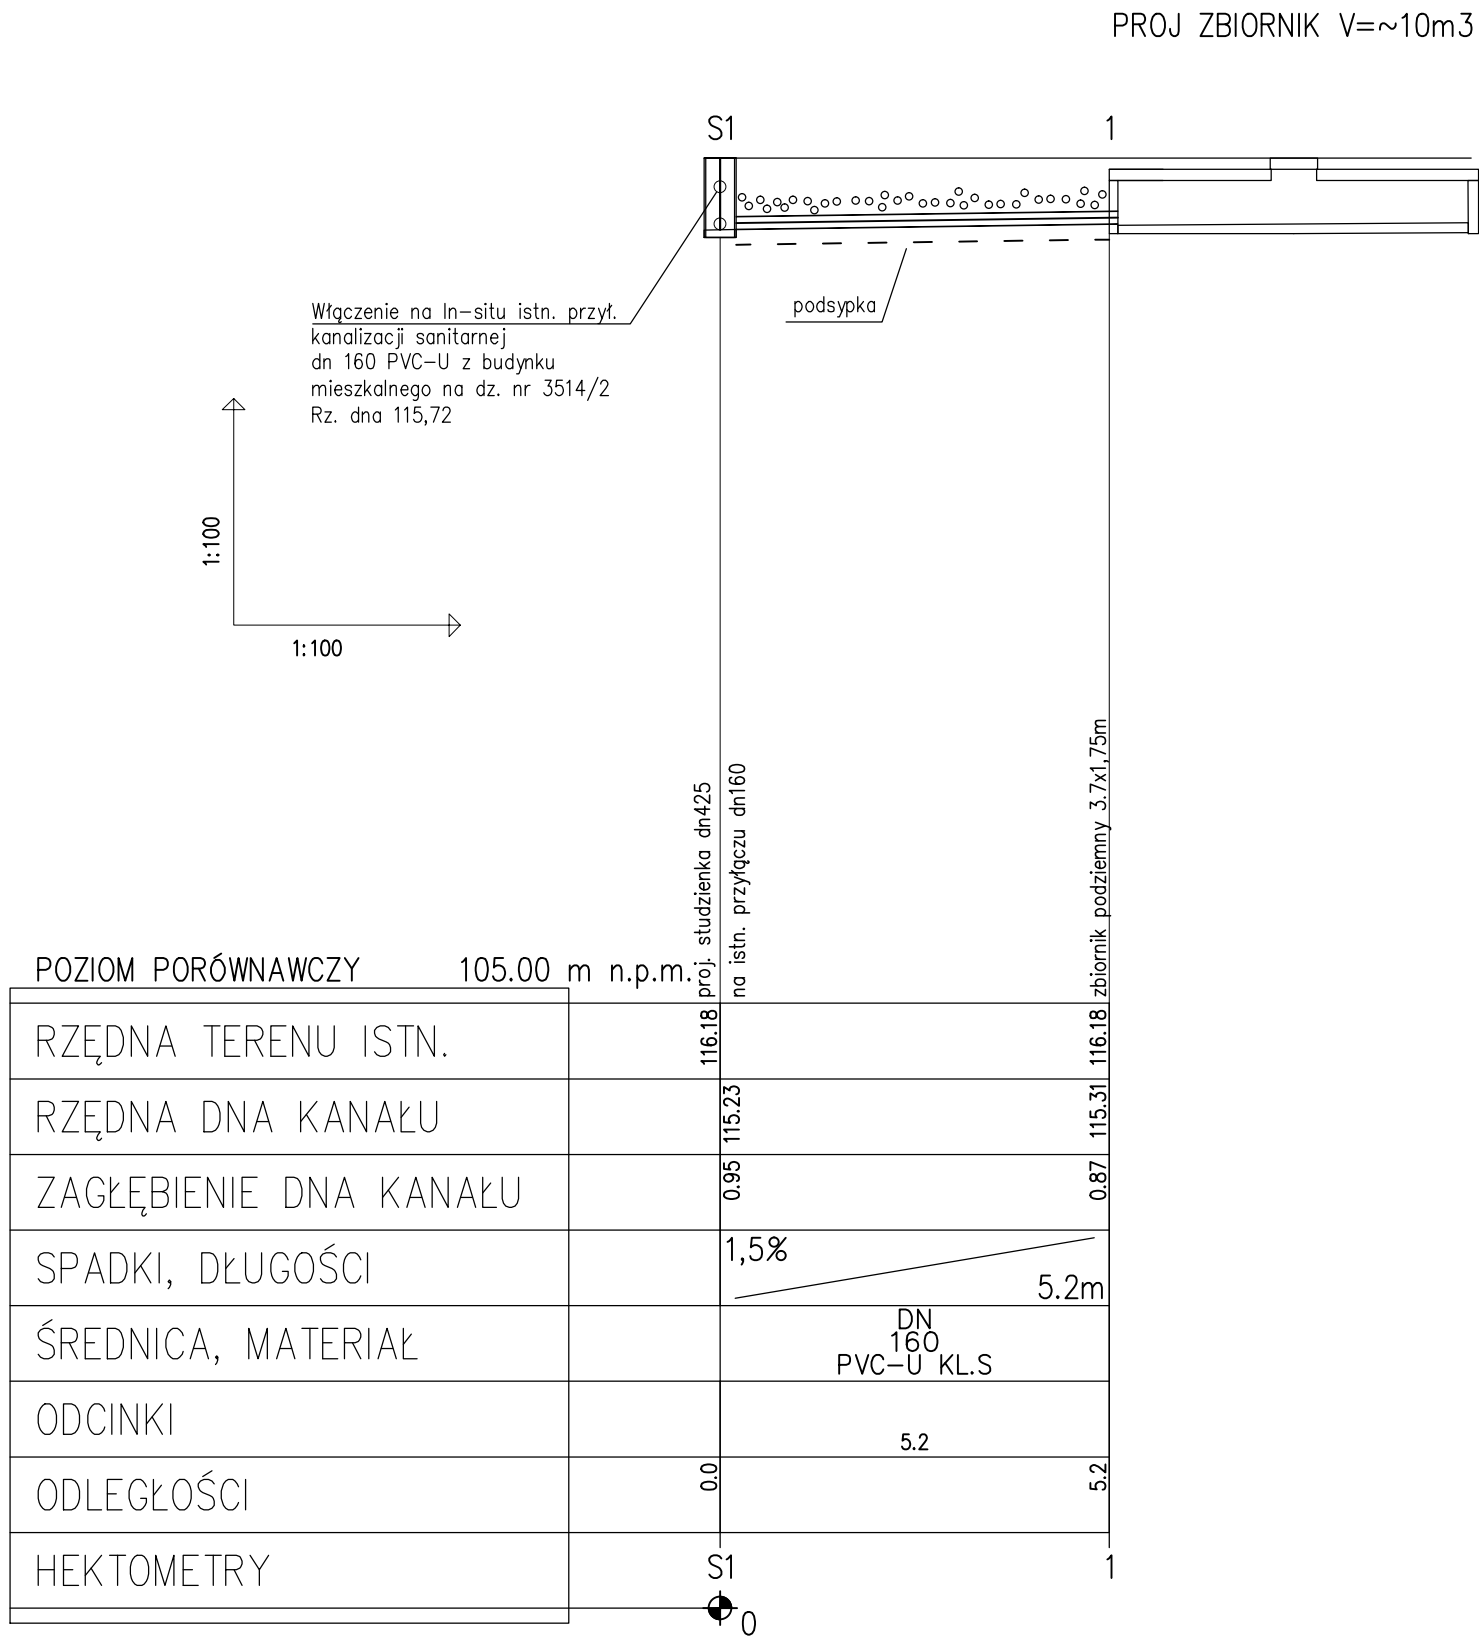 PROJ ZBIORNIK V=~10m3
S1
1
Włączenie na In-situ istn. przył.
kanalizacji sanitarnej
dn 160 PVC-U z budynku
mieszkalnego na dz. nr 3514/2
Rz. dna 115,72
podsypka
1:100
1:100
proj. studzienka dn425
na istn. przyłączu dn160
zbiornik podziemny 3.7x1,75m
POZIOM PORÓWNAWCZY 105.00 m n.p.m.
RZĘDNA TERENU ISTN.
116.18
116.18
RZĘDNA DNA KANAŁU
115.23
115.31
ZAGŁĘBIENIE DNA KANAŁU
0.95
0.87
SPADKI, DŁUGOŚCI
1,5%
5.2m
ŚREDNICA, MATERIAŁ
DN
160
PVC-U KL.S
ODCINKI
5.2
ODLEGŁOŚCI
0.0
5.2
HEKTOMETRY
S1
1
0